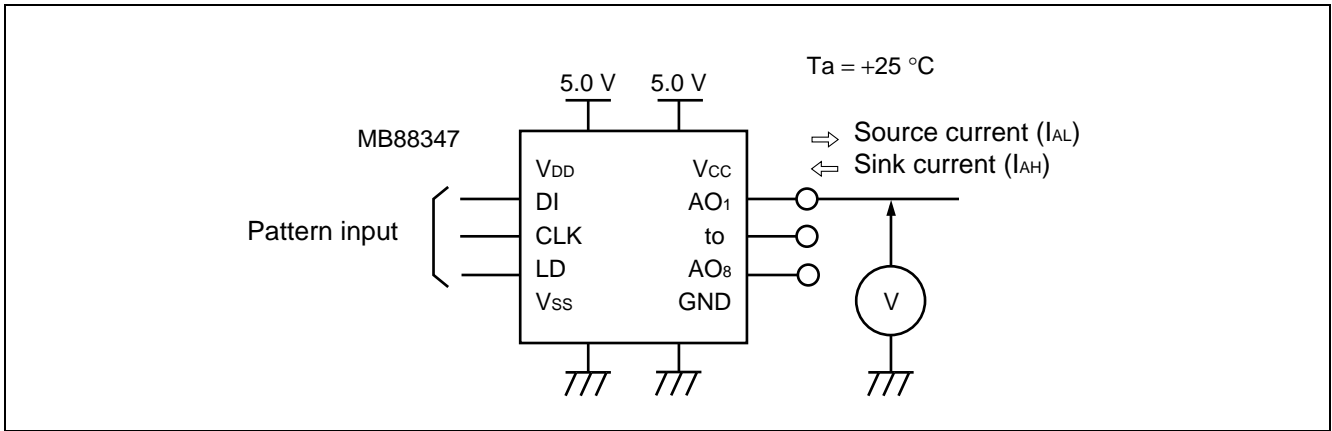 Ta = +25 °C
5.0 V 5.0 V
MB88347
⇨ Source current (IAL)
⇦ Sink current (IAH)
VDD VCC
DI AO1
Pattern input
CLK to
LD AO8
VSS GND
V